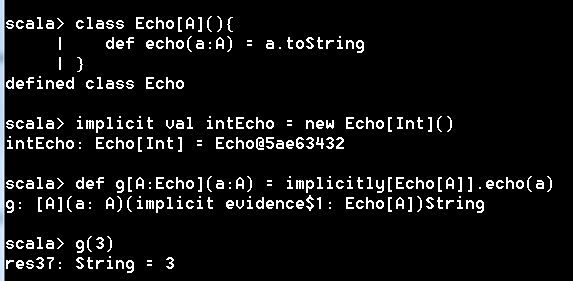 scala> class Echo[A](){
     |     def echo(a:A) = a.toString
     | }
defined class Echo
scala> implicit val intEcho = new Echo[Int]()
intEcho: Echo[Int] = Echo@5ae63432
scala> def g[A:Echo](a:A) = implicitly[Echo[A]].echo(a)
g: [A](a: A)(implicit evidence$1: Echo[A])String
scala> g(3)
res37: String = 3